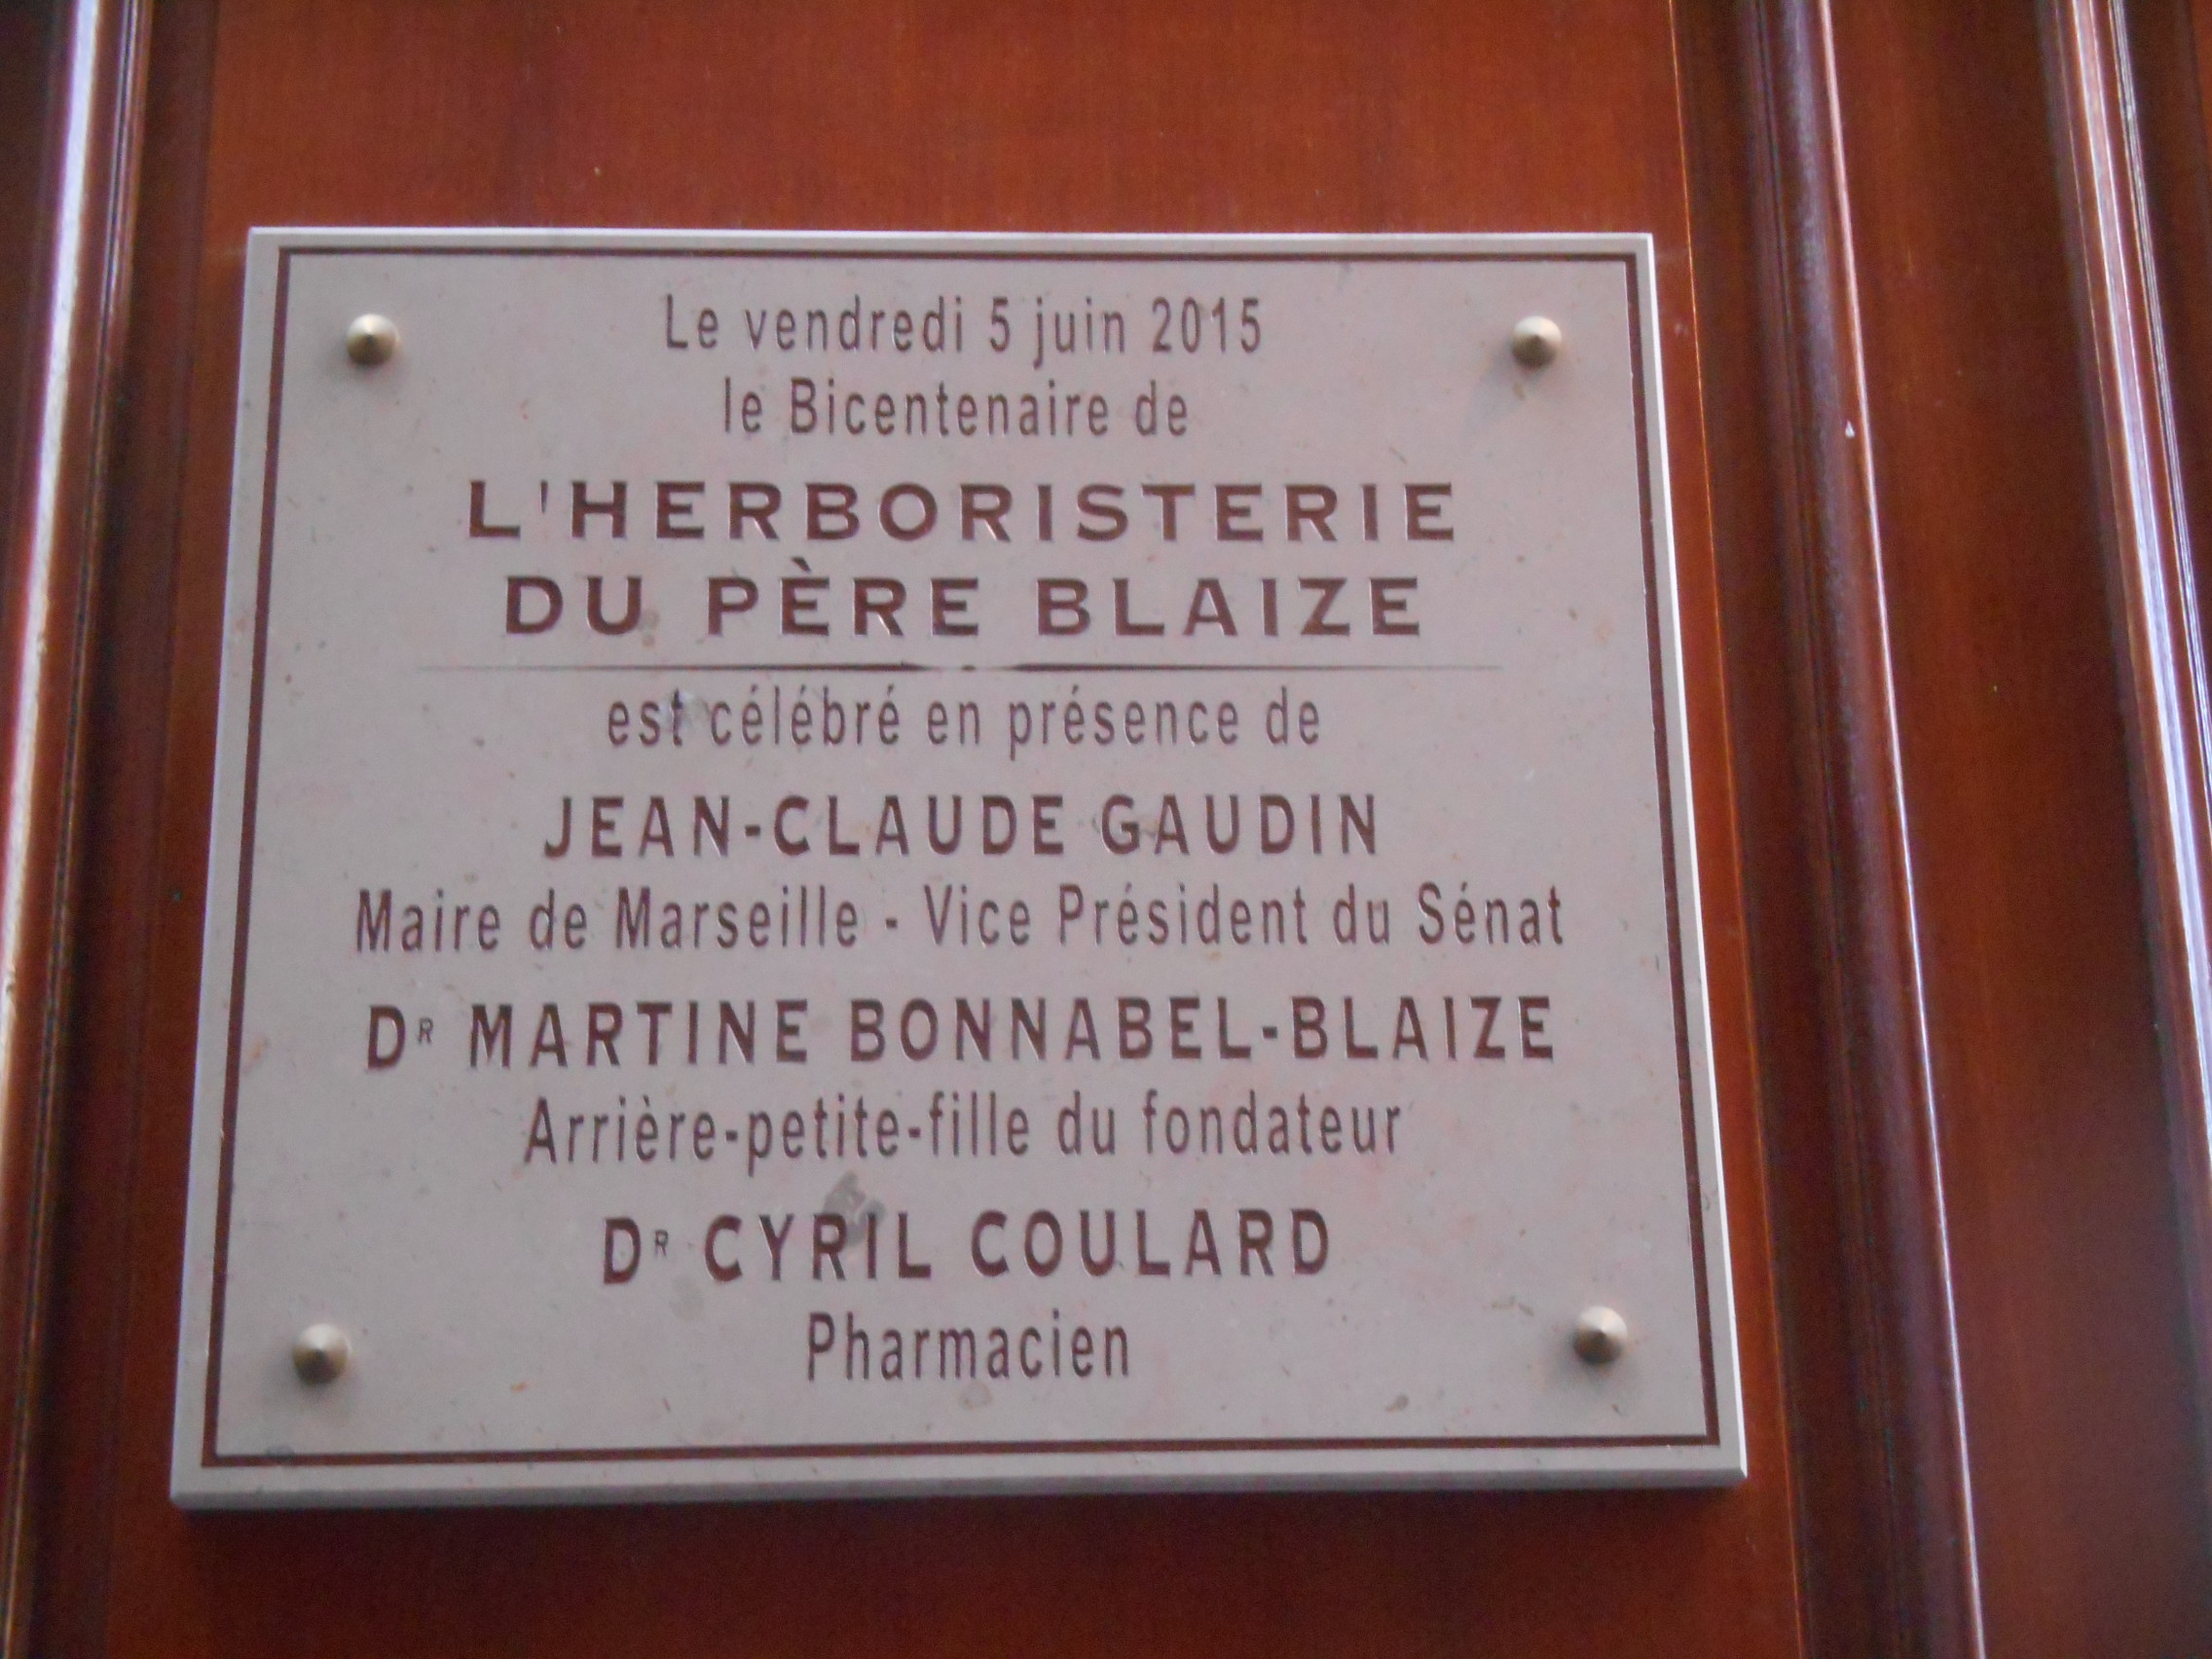 Le vendredi 5 juin 2015
le Bicentenaire de
L'HERBORISTERIE
DU PÈRE BLAIZE
est célébré en présence de
JEAN-CLAUDE GAUDIN
Maire de Marseille - Vice Président du Sénat
DR MARTINE BONNABEL-BLAIZE
Arrière-petite-fille du fondateur
DR CYRIL COULARD
Pharmacien